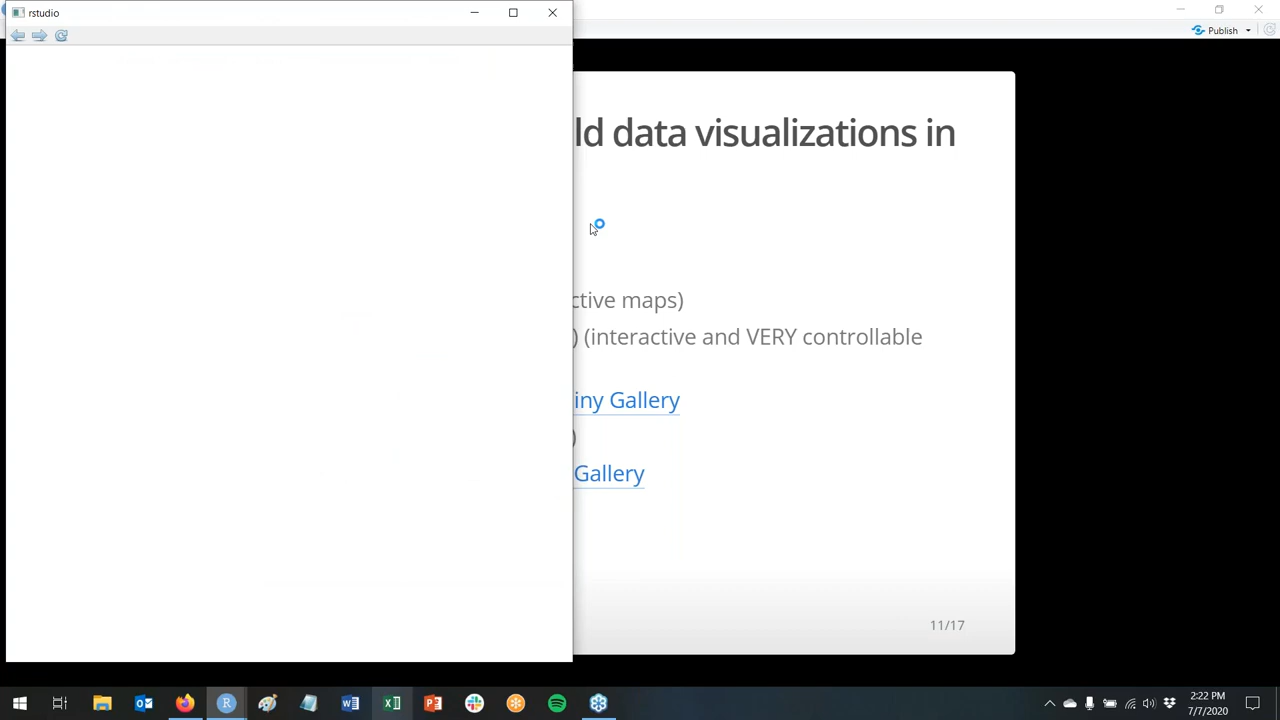 rstudio
Publish
ld data visualizations in
ctive maps)
) (interactive and VERY controllable
iny Gallery
)
Gallery
11/17
2:22 PM
7/7/2020